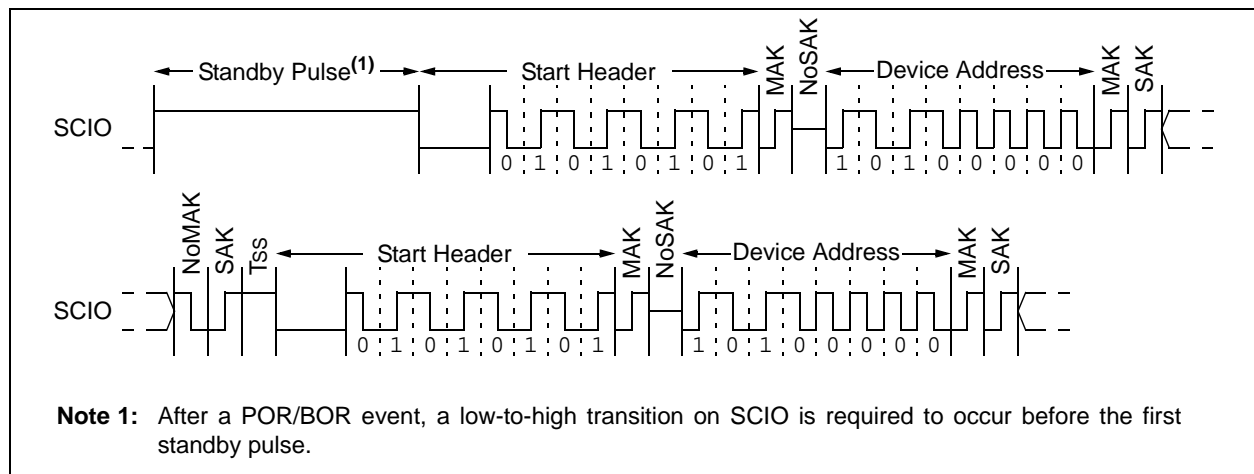 Standby Pulse(1) Start Header MAK NoSAK Device Address MAK SAK
SCIO
0 1 0 1 0 1 0 1 1 0 1 0 0 0 0 0
NoMAK SAK TSS Start Header MAK NoSAK Device Address MAK SAK
SCIO
0 1 0 1 0 1 0 1 1 0 1 0 0 0 0 0
Note 1: After a POR/BOR event, a low-to-high transition on SCIO is required to occur before the first
standby pulse.